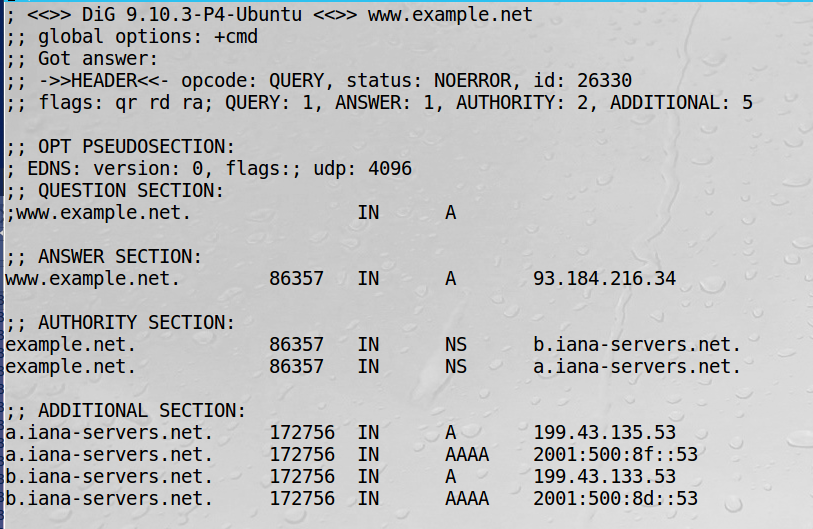 ; <<>> DiG 9.10.3-P4-Ubuntu <<>> www.example.net
;; global options: +cmd
;; Got answer:
;; ->>HEADER<<- opcode: QUERY, status: NOERROR, id: 26330
;; flags: qr rd ra; QUERY: 1, ANSWER: 1, AUTHORITY: 2, ADDITIONAL: 5

;; OPT PSEUDOSECTION:
; EDNS: version: 0, flags:; udp: 4096
;; QUESTION SECTION:
;www.example.net. IN A

;; ANSWER SECTION:
www.example.net. 86357 IN A 93.184.216.34

;; AUTHORITY SECTION:
example.net. 86357 IN NS b.iana-servers.net.
example.net. 86357 IN NS a.iana-servers.net.

;; ADDITIONAL SECTION:
a.iana-servers.net. 172756 IN A 199.43.135.53
a.iana-servers.net. 172756 IN AAAA 2001:500:8f::53
b.iana-servers.net. 172756 IN A 199.43.133.53
b.iana-servers.net. 172756 IN AAAA 2001:500:8d::53